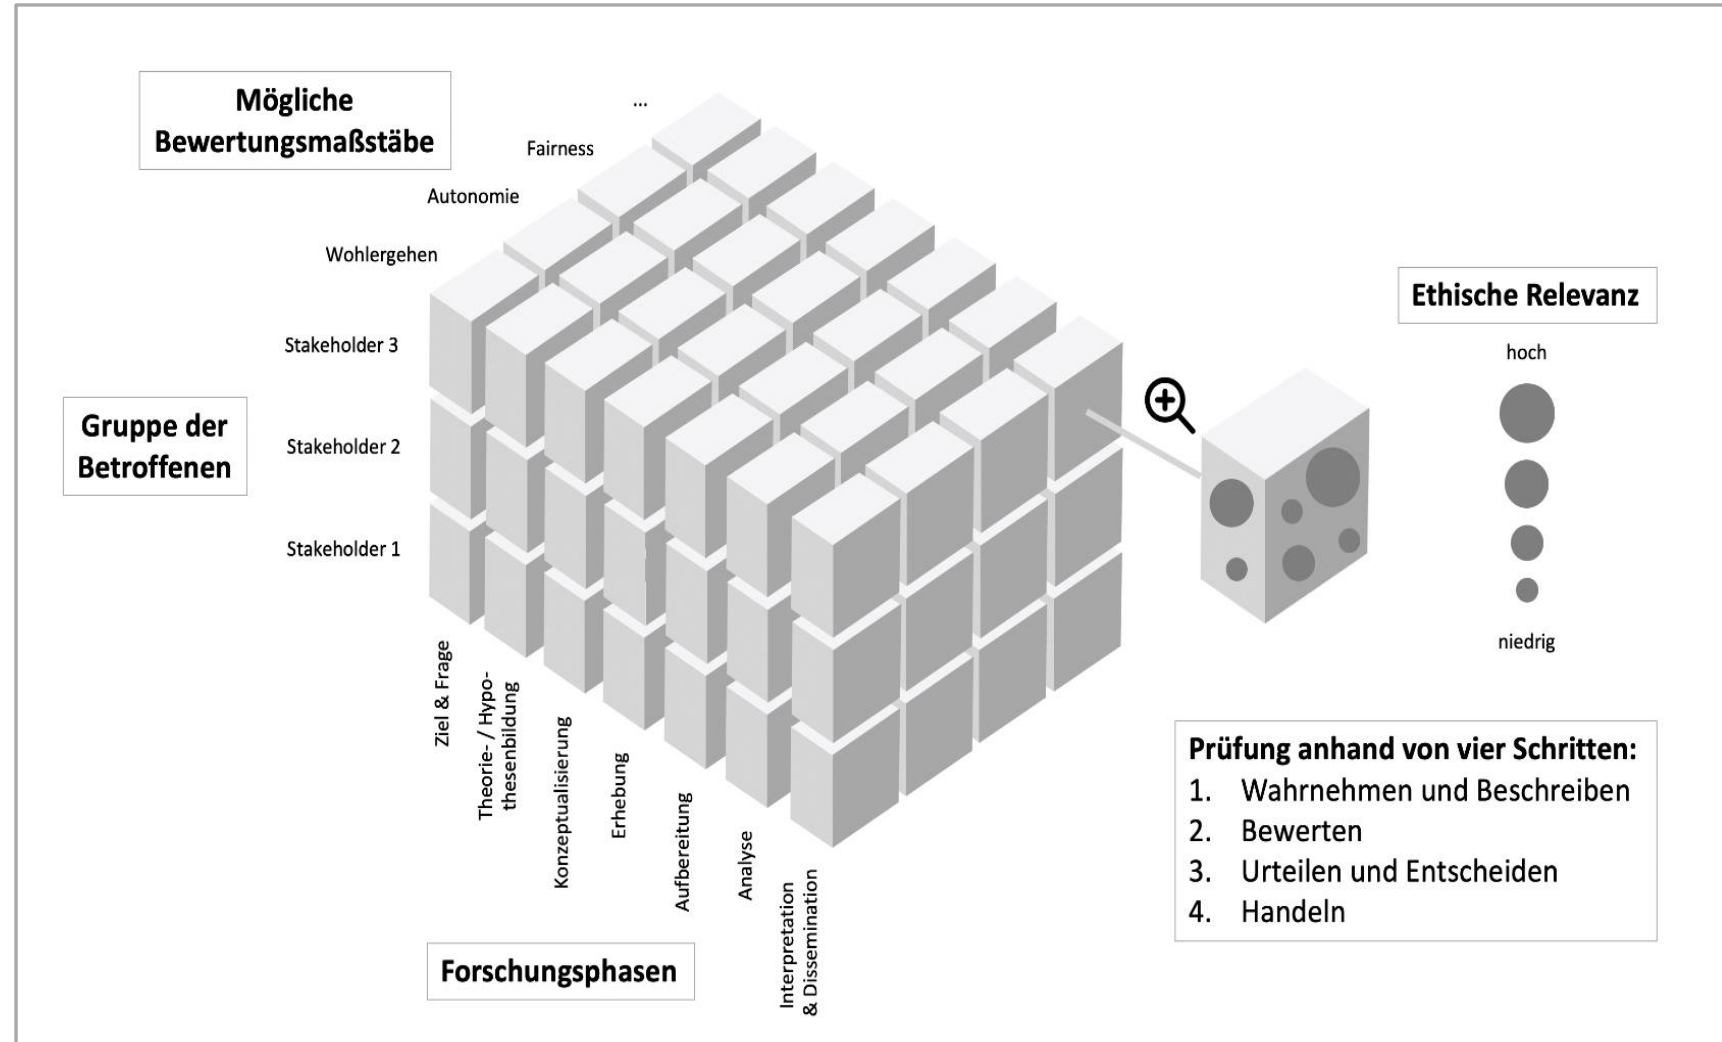 Mögliche
Bewertungsmaßstäbe
...
Fairness
Autonomie
Wohlergehen
Gruppe der
Betroffenen
Stakeholder 3
Stakeholder 2
Stakeholder 1
Ziel & Frage
Theorie- / Hypo-
thesenbildung
Konzeptualisierung
Erhebung
Aufbereitung
Analyse
Interpretation
& Dissemination
Forschungsphasen
Ethische Relevanz
hoch
niedrig
Prüfung anhand von vier Schritten:
1. Wahrnehmen und Beschreiben
2. Bewerten
3. Urteilen und Entscheiden
4. Handeln